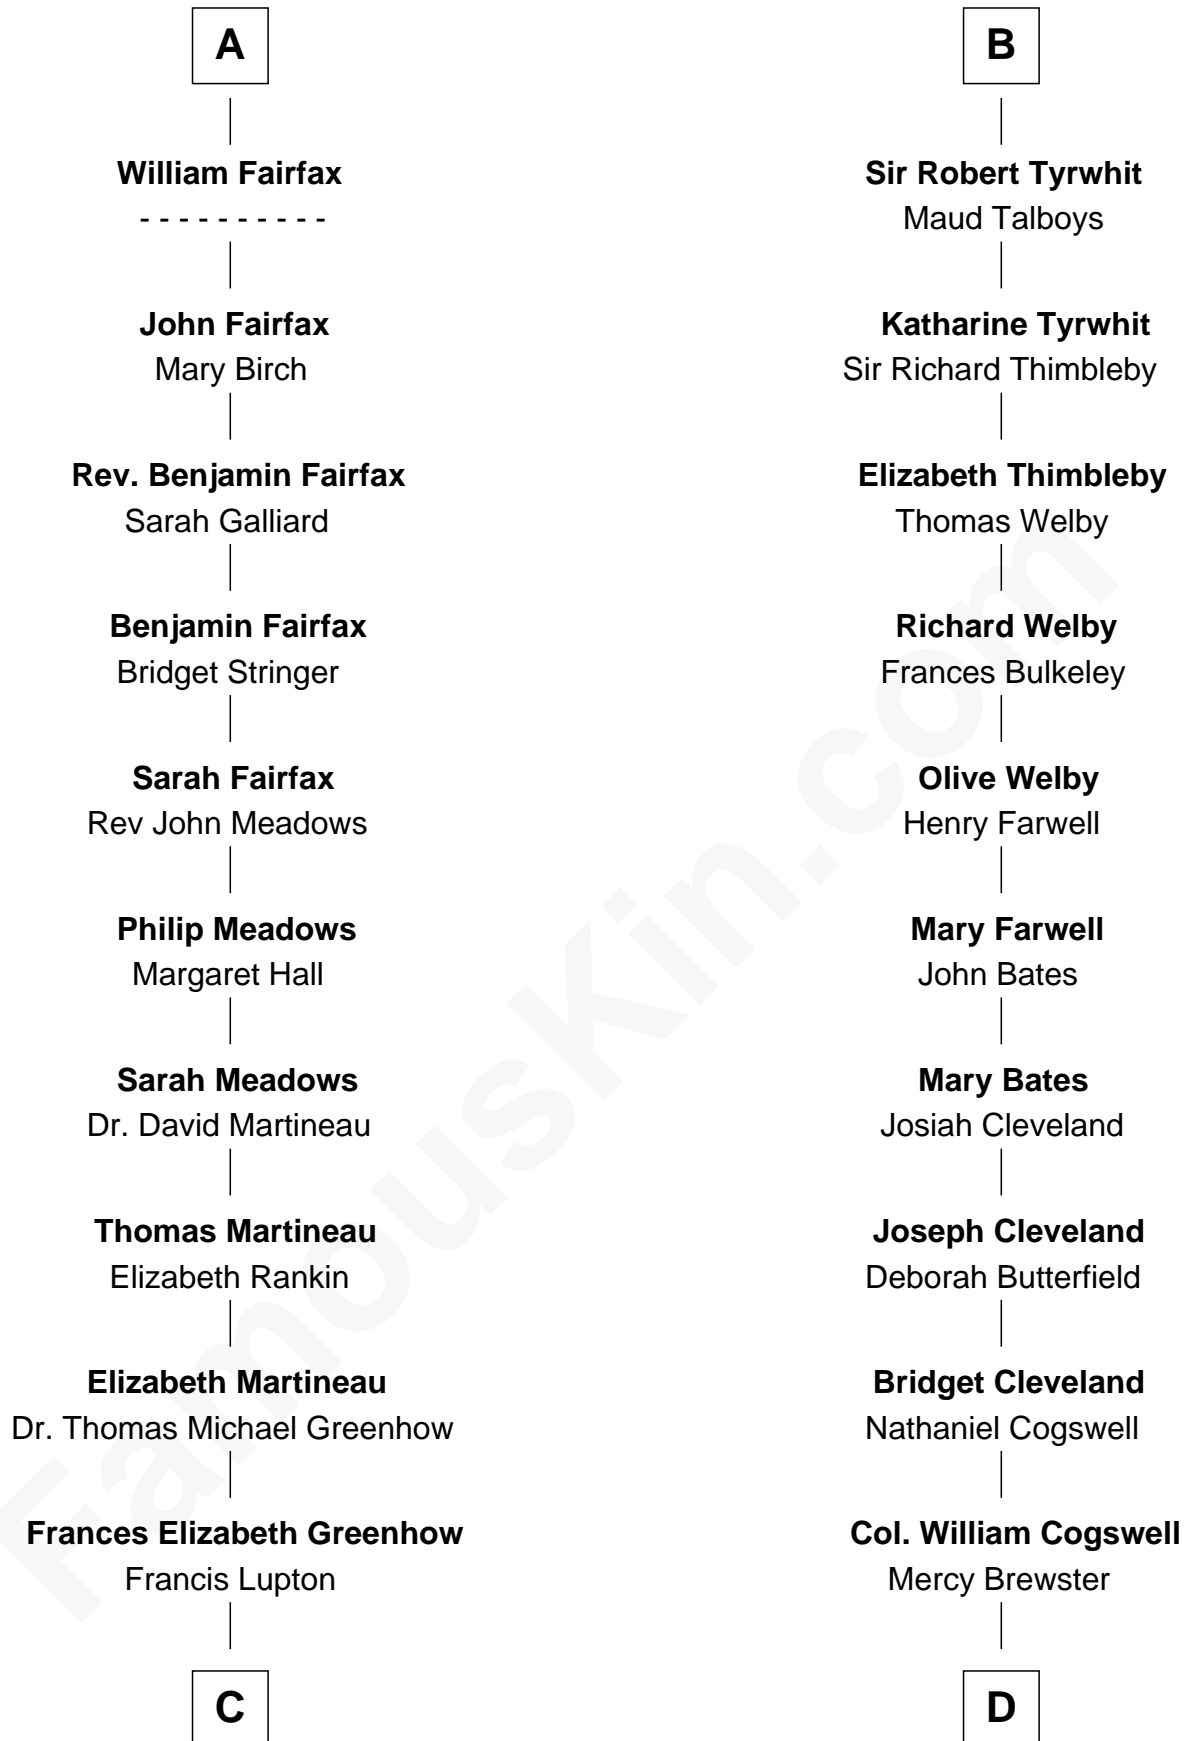 A
William Fairfax
- - - - - - - - - -
John Fairfax
Mary Birch
Rev. Benjamin Fairfax
Sarah Galliard
Benjamin Fairfax
Bridget Stringer
Sarah Fairfax
Rev John Meadows
Philip Meadows
Margaret Hall
Sarah Meadows
Dr. David Martineau
Thomas Martineau
Elizabeth Rankin
Elizabeth Martineau
Dr. Thomas Michael Greenhow
Frances Elizabeth Greenhow
Francis Lupton
C
B
Sir Robert Tyrwhit
Maud Talboys
Katharine Tyrwhit
Sir Richard Thimbleby
Elizabeth Thimbleby
Thomas Welby
Richard Welby
Frances Bulkeley
Olive Welby
Henry Farwell
Mary Farwell
John Bates
Mary Bates
Josiah Cleveland
Joseph Cleveland
Deborah Butterfield
Bridget Cleveland
Nathaniel Cogswell
Col. William Cogswell
Mercy Brewster
D
FamousKin.com